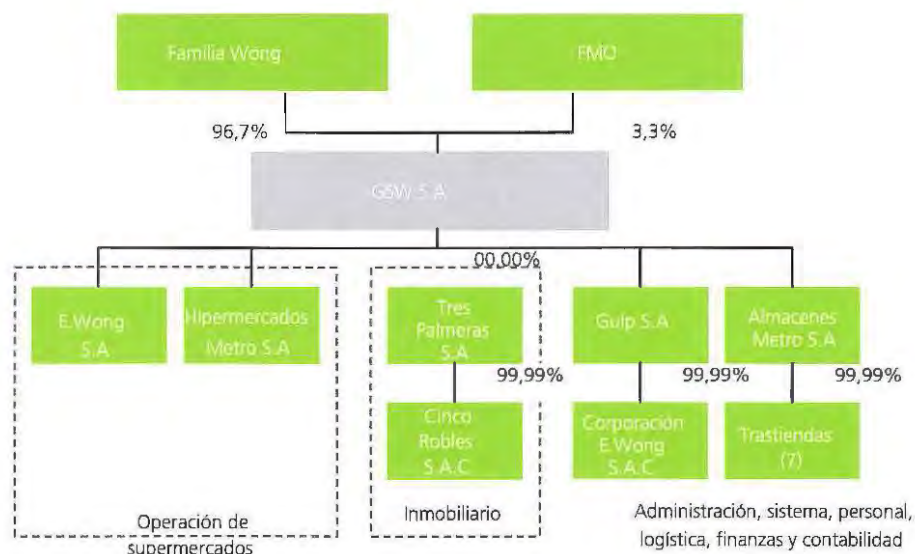 Familia Wong
FMO
96,7%
3,3%
GSW S.A
00,00%
E.Wong
S.A
Hipermercados
Metro S.A
Tres
Palmeras
S.A
Gulp S.A
Almacenes
Metro S.A
99,99%
99,99%
99,99%
Cinco
Robles
S.A.C
Corporación
E.Wong
S.A.C
Trastiendas
(7)
Operación de
supermercados
Inmobiliario
Administración, sistema, personal,
logística, finanzas y contabilidad